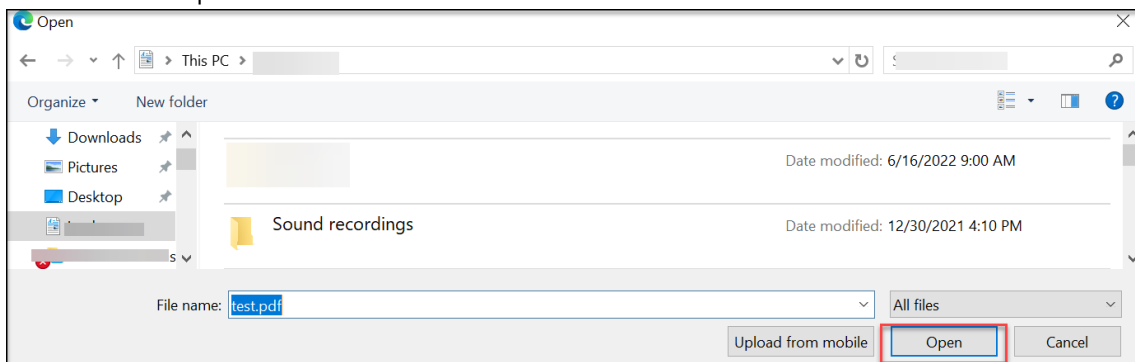 Open
This PC
Organize New folder
Downloads
Pictures
Date modified: 6/16/2022 9:00 AM
Desktop
Sound recordings
Date modified: 12/30/2021 4:10 PM
s
File name: test.pdf All files
Upload from mobile Open Cancel